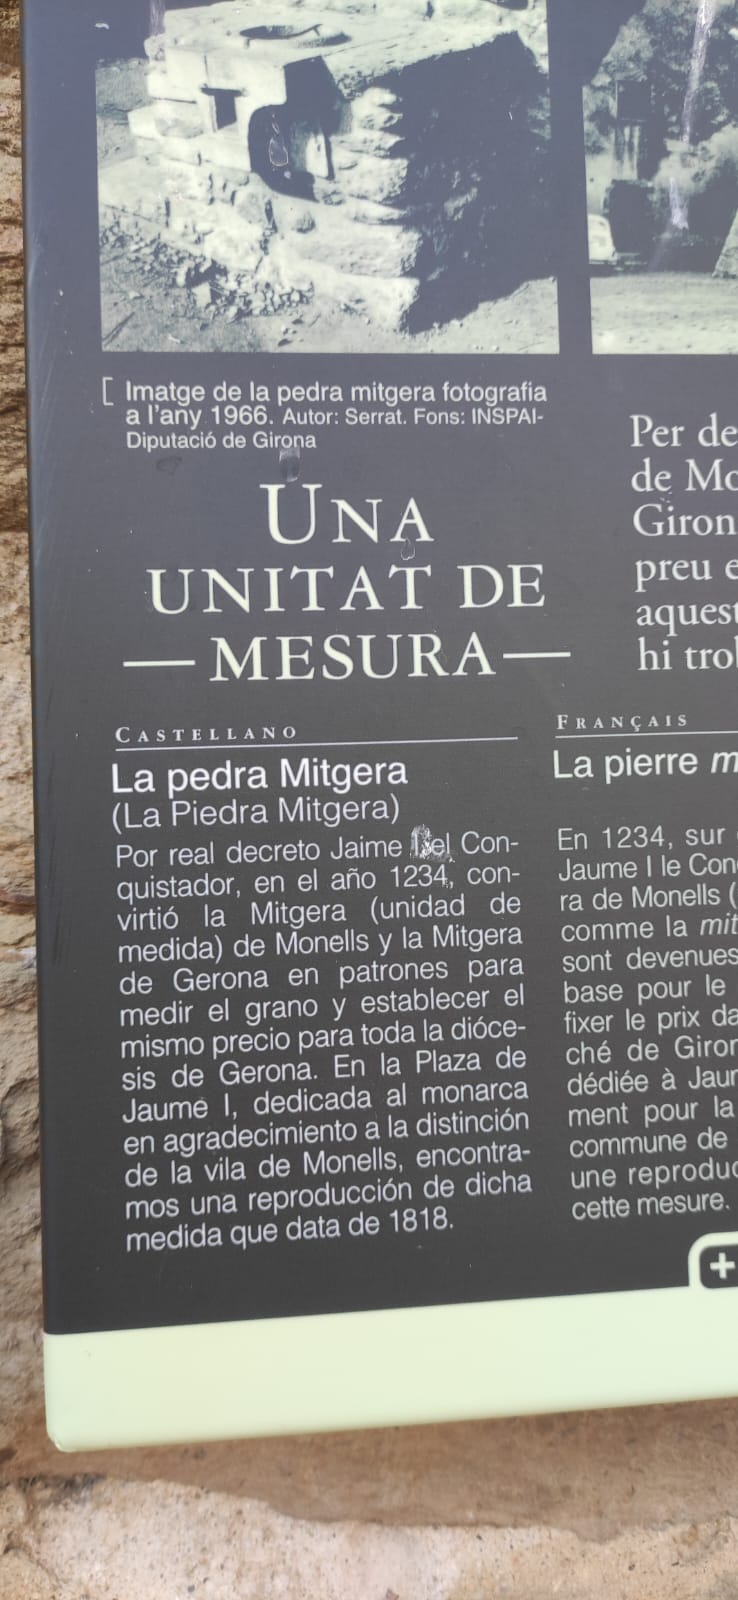 [ Imatge de la pedra mitgera fotografia
a l'any 1966. Autor: Serrat. Fons: INSPAI-
Diputació de Girona
UNA
UNITAT DE
— MESURA —
Per de
de Mo
Giron
preu e
aquest
hi trob
CASTELLANO
La pedra Mitgera
(La Piedra Mitgera)
Por real decreto Jaime I el Con-
quistador, en el año 1234, con-
virtió la Mitgera (unidad de
medida) de Monells y la Mitgera
de Gerona en patrones para
medir el grano y establecer el
mismo precio para toda la dióce-
sis de Gerona. En la Plaza de
Jaume I, dedicada al monarca
en agradecimiento a la distinción
de la vila de Monells, encontra-
mos una reproducción de dicha
medida que data de 1818.
FRANÇAIS
La pierre m
En 1234, sur
Jaume I le Con
ra de Monells (
comme la mit
sont devenues
base pour le
fixer le prix da
ché de Giron
dédiée à Jaum
ment pour la
commune de
une reproduc
cette mesure.
+